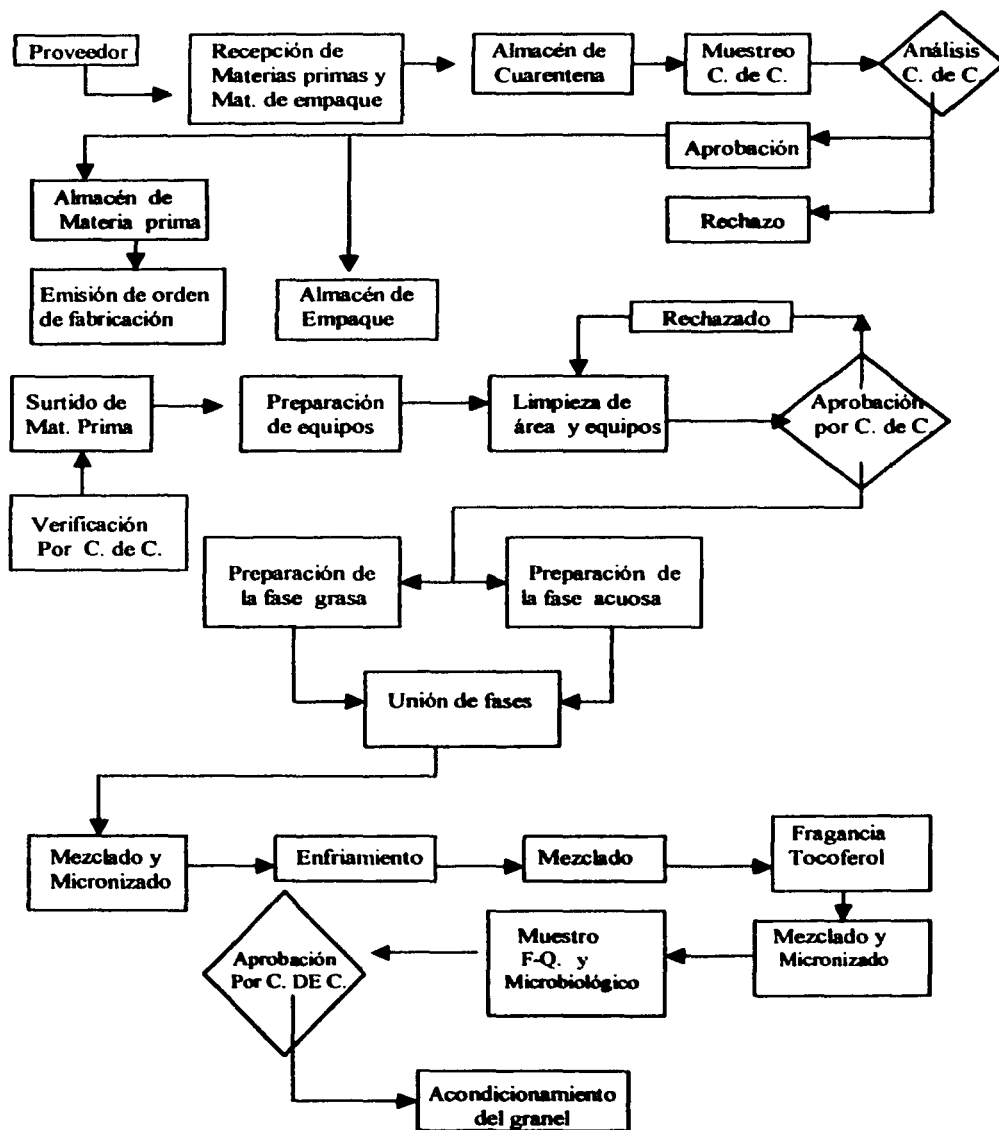 Proveedor
Recepción de
Materias primas y
Mat. de empaque
Almacén de
Cuarentena
Muestreo
C. de C.
Análisis
C. de C.
Aprobación
Rechazo
Almacén de
Materia prima
Emisión de orden
de fabricación
Almacén de
Empaque
Rechazado
Surtido de
Mat. Prima
Preparación
de equipos
Limpieza de
área y equipos
Aprobación
por C. de C.
Verificación
Por C. de C.
Preparación de
la fase grasa
Preparación de
la fase acuosa
Unión de fases
Mezclado y
Micronizado
Enfriamiento
Mezclado
Fragancia
Tocoferol
Mezclado y
Micronizado
Muestro
F-Q. y
Microbiológico
Aprobación
Por C. DE C.
Acondicionamiento
del granel